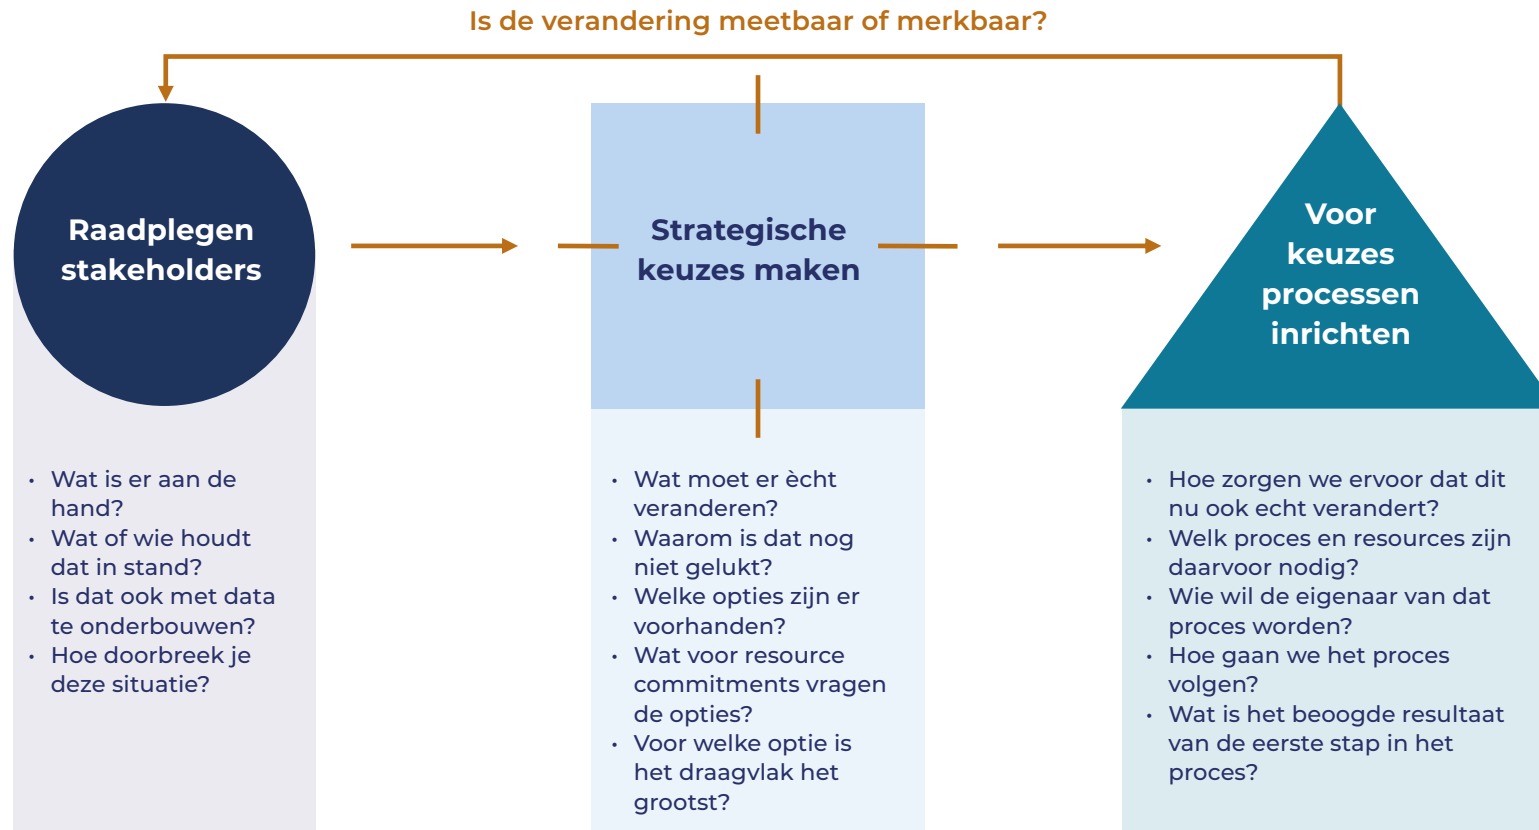 Is de verandering meetbaar of merkbaar?
Raadplegen
stakeholders
Strategische
keuzes maken
Voor
keuzes
processen
inrichten
• Wat is er aan de
hand?
• Wat of wie houdt
dat in stand?
• Is dat ook met data
te onderbouwen?
• Hoe doorbreek je
deze situatie?
• Wat moet er ècht
veranderen?
• Waarom is dat nog
niet gelukt?
• Welke opties zijn er
voorhanden?
• Wat voor resource
commitments vragen
de opties?
• Voor welke optie is
het draagvlak het
grootst?
• Hoe zorgen we ervoor dat dit
nu ook echt verandert?
• Welk proces en resources zijn
daarvoor nodig?
• Wie wil de eigenaar van dat
proces worden?
• Hoe gaan we het proces
volgen?
• Wat is het beoogde resultaat
van de eerste stap in het
proces?